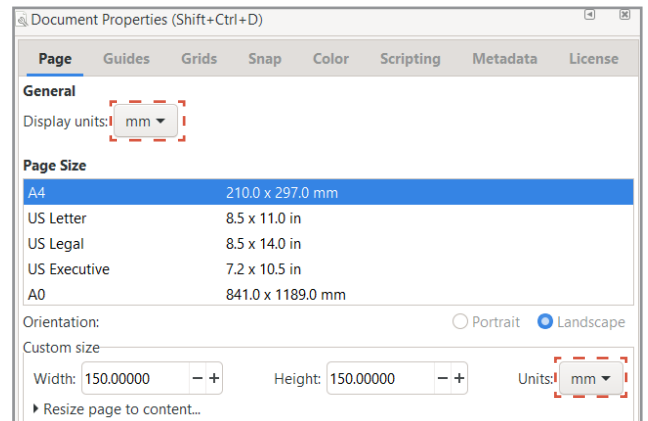 Document Properties (Shift+Ctrl+D)
Page Guides Grids Snap Color Scripting Metadata License
General
Display units: mm
Page Size
A4 210.0 x 297.0 mm
US Letter 8.5 x 11.0 in
US Legal 8.5 x 14.0 in
US Executive 7.2 x 10.5 in
A0 841.0 x 1189.0 mm
Orientation: Portrait Landscape
Custom size
Width: 150.00000 − + Height: 150.00000 − + Units: mm
Resize page to content...